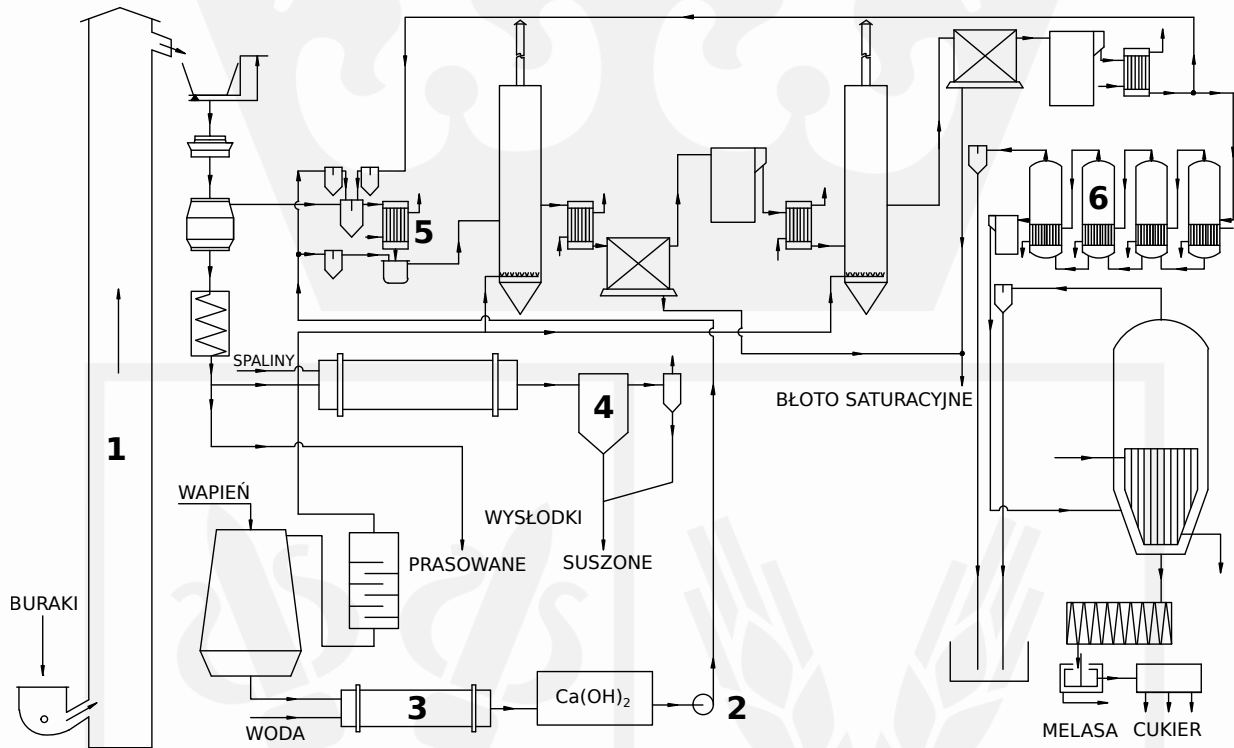 5
6
SPALINY
BŁOTO SATURACYJNE
4
1
WAPIEŃ
WYSŁODKI
PRASOWANE
SUSZONE
BURAKI
Ca(OH)₂
3
2
WODA
MELASA
CUKIER